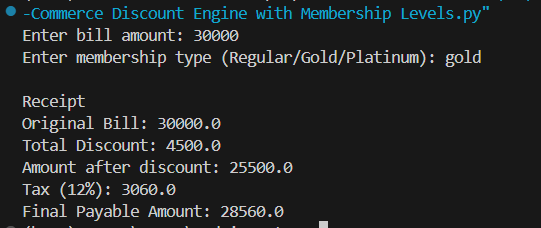 -Commerce Discount Engine with Membership Levels.py"
Enter bill amount: 30000
Enter membership type (Regular/Gold/Platinum): gold
Receipt
Original Bill: 30000.0
Total Discount: 4500.0
Amount after discount: 25500.0
Tax (12%): 3060.0
Final Payable Amount: 28560.0